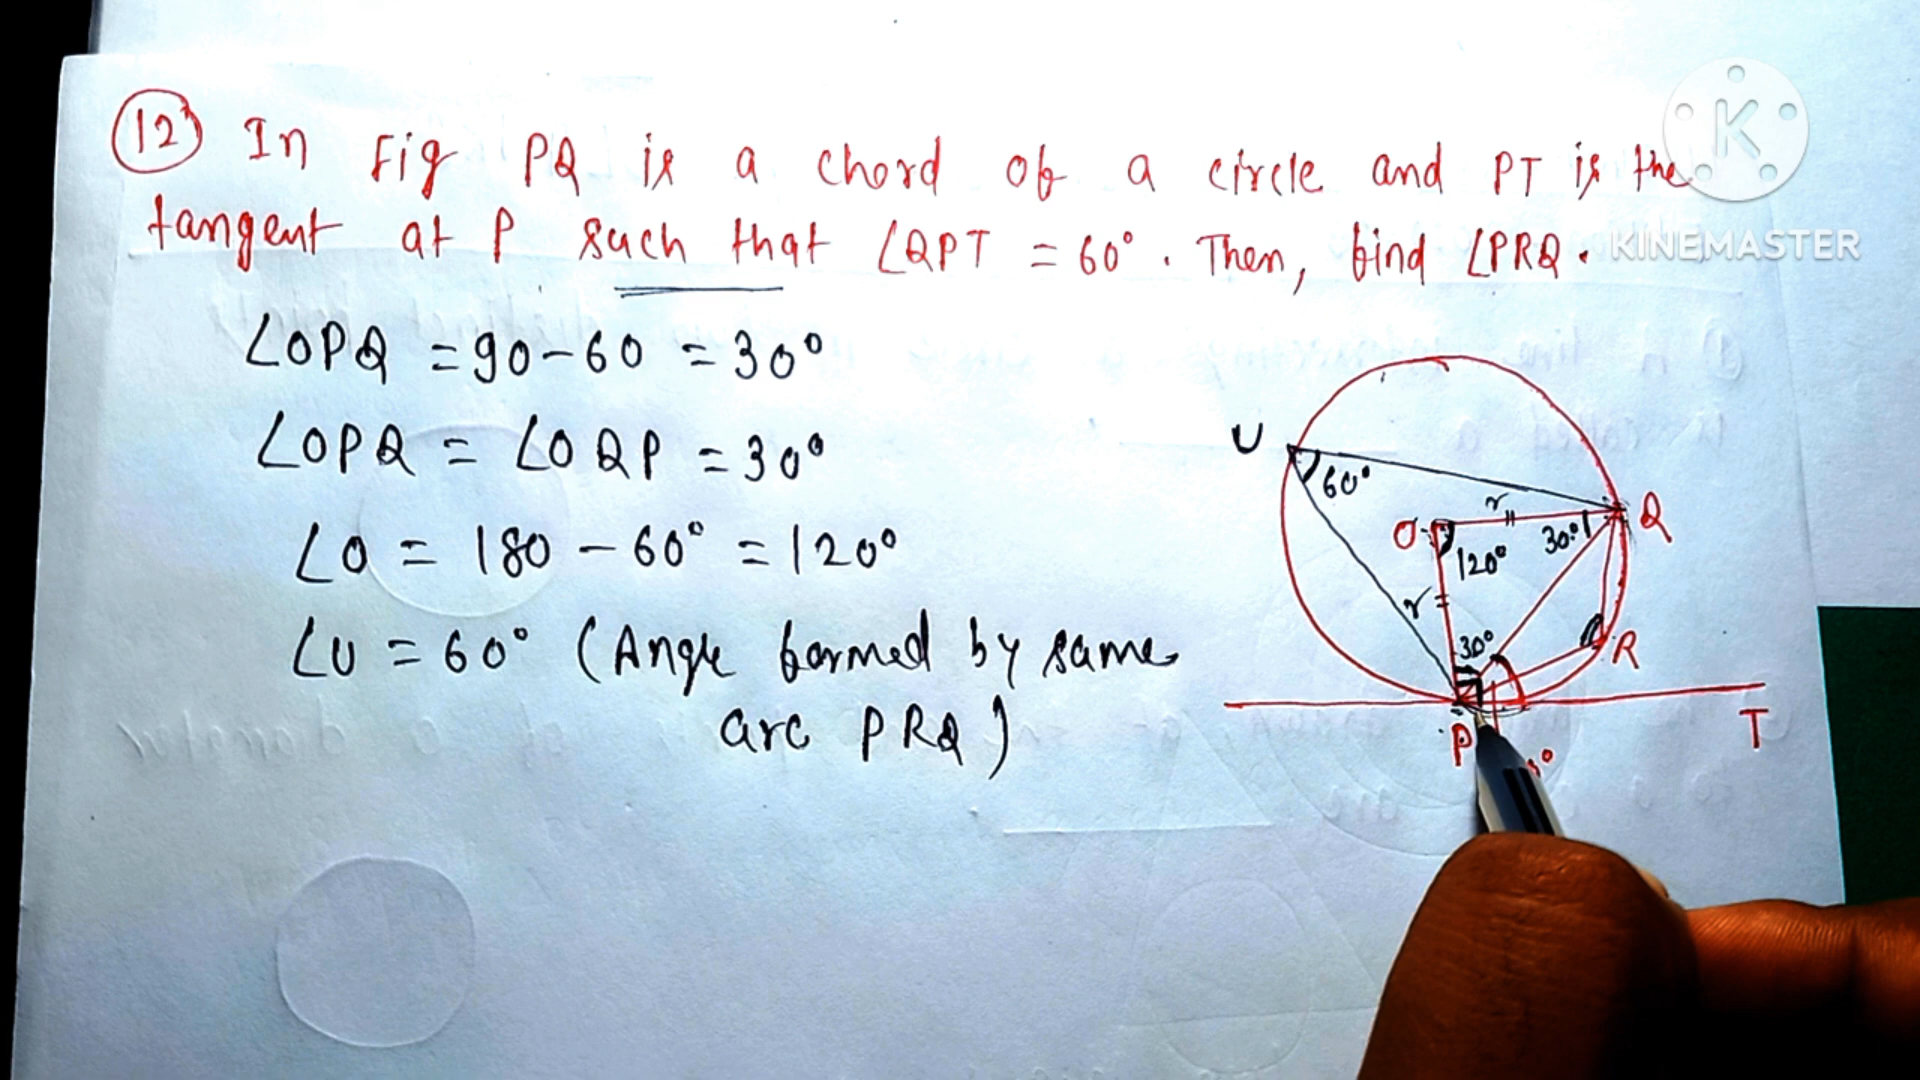 12 In Fig PQ is a chord of a circle and PT is the
tangent at P such that ∠QPT = 60°. Then, find ∠PRQ.
K
KINEMASTER
∠OPQ = 90-60 = 30°
∠OPQ = ∠OQP = 30°
∠O = 180 - 60° = 120°
∠U = 60° (Angle formed by same
arc PRQ)
U
60°
r
Q
O
30°
120°
r
30°
R
P
T